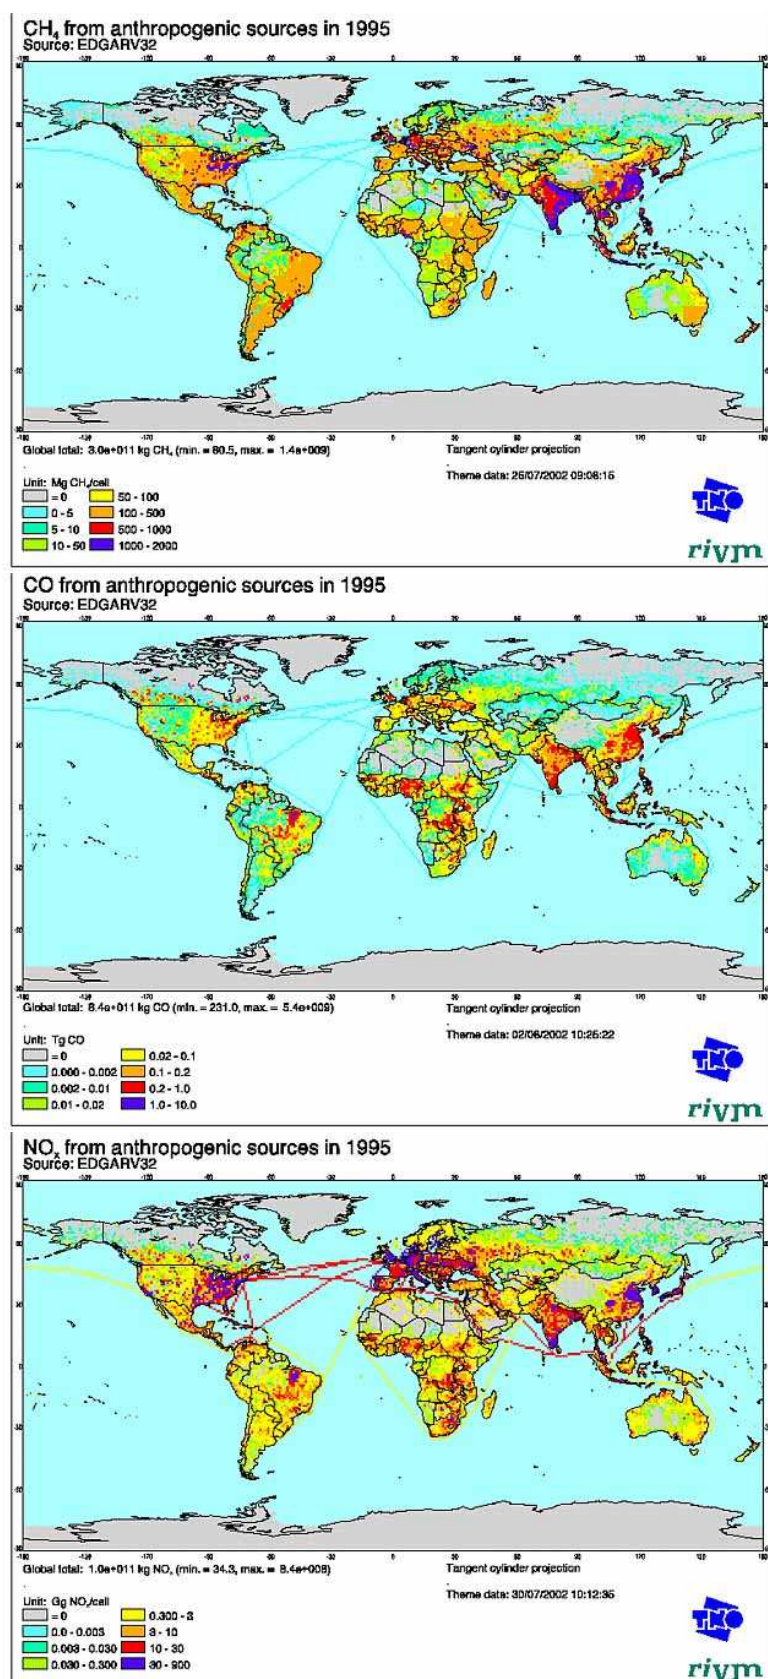 CH₄ from anthropogenic sources in 1995
Source: EDGARV32
Global total: 3.0e+011 kg CH₄ (min. = 80.5, max. = 1.4e+009)
Tangent cylinder projection
Theme data: 26/07/2002 09:08:15
Unit: Mg CH₄/cell
= 0
50 - 100
0 - 5
100 - 500
5 - 10
500 - 1000
10 - 50
1000 - 2000
TNO
rivm
CO from anthropogenic sources in 1995
Source: EDGARV32
Global total: 8.4e+011 kg CO (min. = 231.0, max. = 5.4e+009)
Tangent cylinder projection
Theme data: 02/08/2002 10:25:22
Unit: Tg CO
= 0
0.02 - 0.1
0.000 - 0.002
0.1 - 0.2
0.002 - 0.01
0.2 - 1.0
0.01 - 0.02
1.0 - 10.0
TNO
rivm
NOₓ from anthropogenic sources in 1995
Source: EDGARV32
Global total: 1.0e+011 kg NOₓ (min. = 34.3, max. = 8.4e+008)
Tangent cylinder projection
Theme data: 30/07/2002 10:12:35
Unit: Gg NOₓ/cell
= 0
0.300 - 3
0.0 - 0.003
3 - 10
0.003 - 0.030
10 - 30
0.030 - 0.300
30 - 900
TNO
rivm